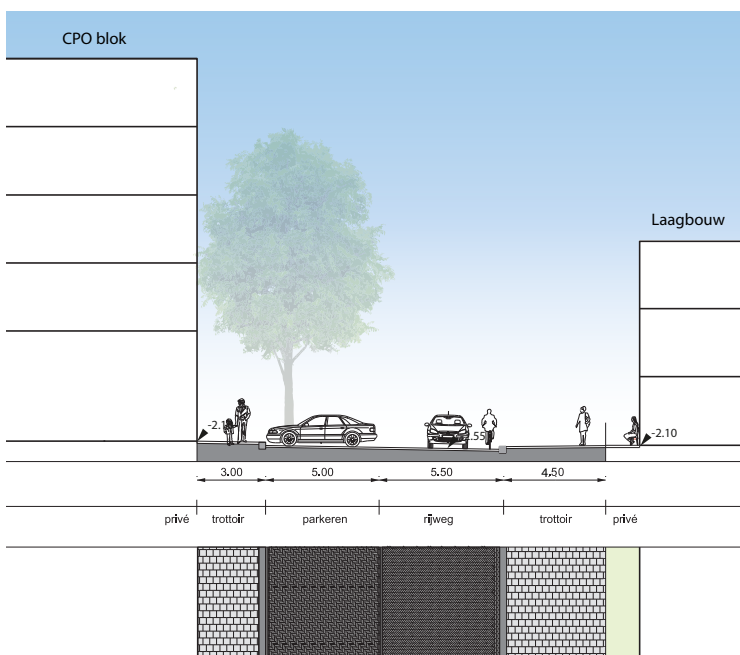 CPO blok
Laagbouw
-2.10
3.00 5.00 5.50 4.50
privé trottoir parkeren rijweg trottoir privé